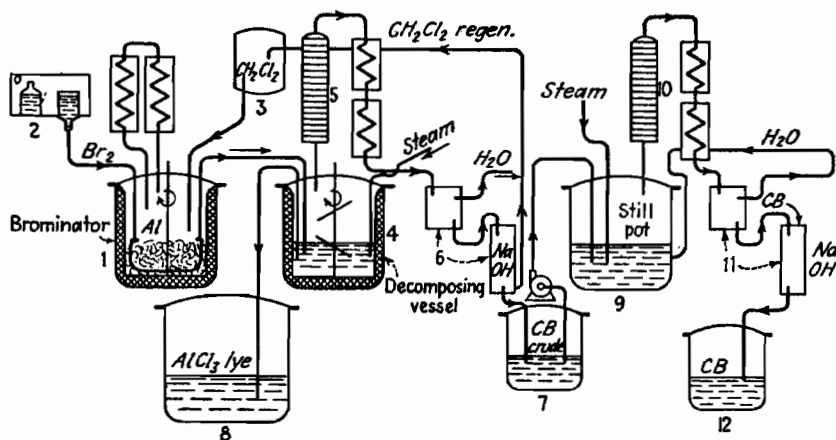 CH₂Cl₂ regen.
CH₂Cl₂
3
5
10
2
Br₂
Steam
Steam
H₂O
H₂O
Brominator
1
Al
4
Decomposing
vessel
6
Na
OH
Still
pot
9
CB
11
Na
OH
AlCl₃ lye
8
CB
crude
7
CB
12